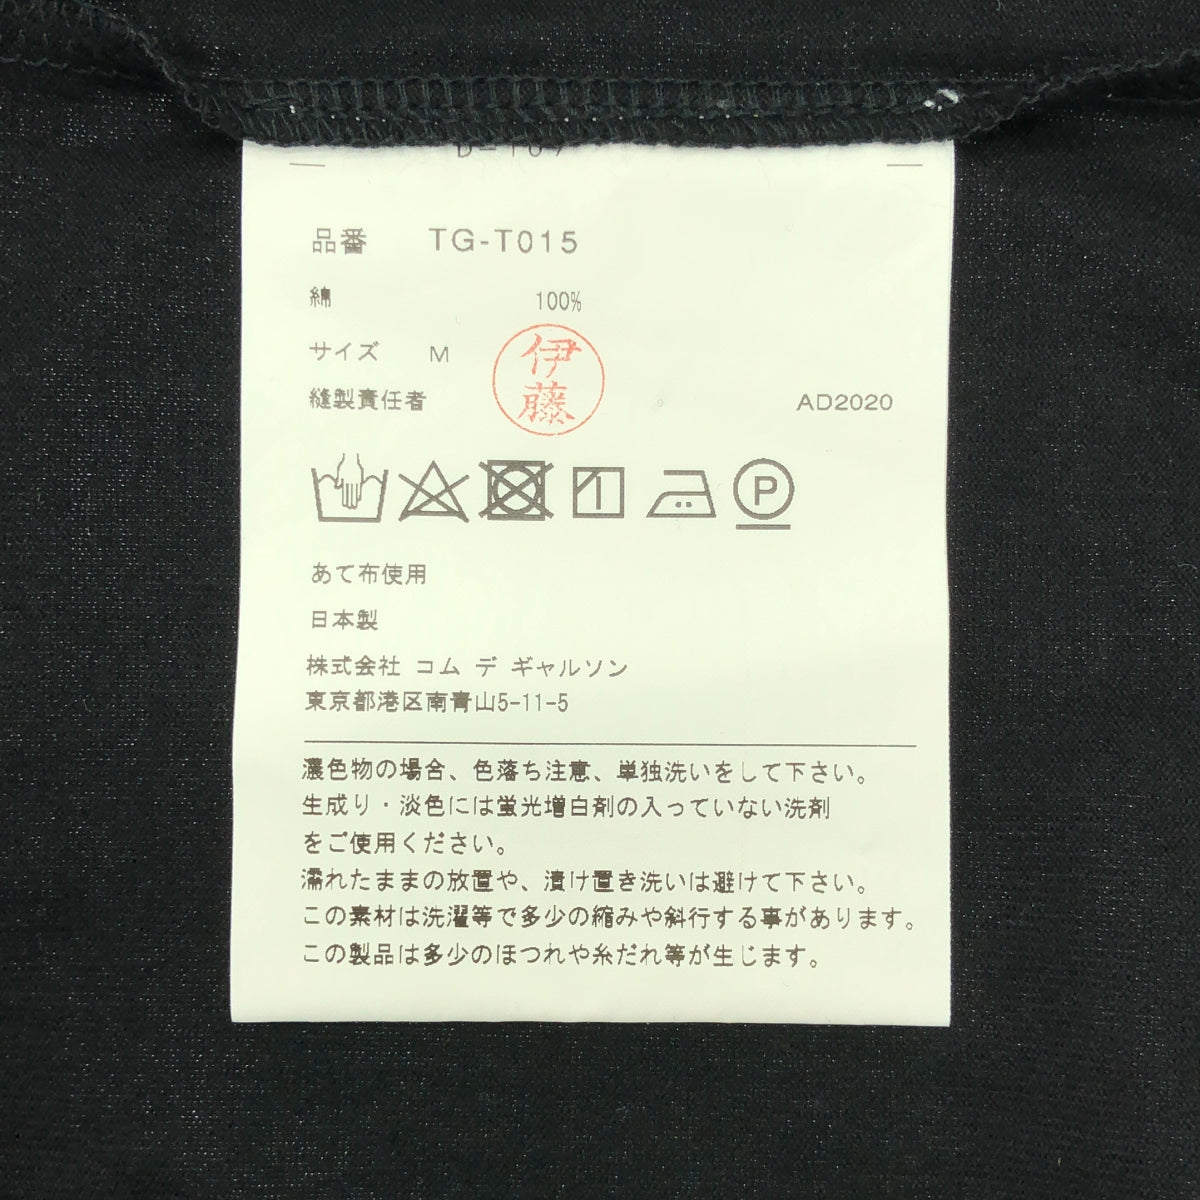 品番 TG-T015
綿 100%
サイズ M
伊藤
縫製責任者 AD2020
P
あて布使用
日本製
株式会社 コム デ ギャルソン
東京都港区南青山5-11-5
濃色物の場合、色落ち注意、単独洗いをして下さい。
生成り・淡色には蛍光増白剤の入っていない洗剤
をご使用ください。
濡れたままの放置や、漬け置き洗いは避けて下さい。
この素材は洗濯等で多少の縮みや斜行する事があります。
この製品は多少のほつれや糸だれ等が生じます。